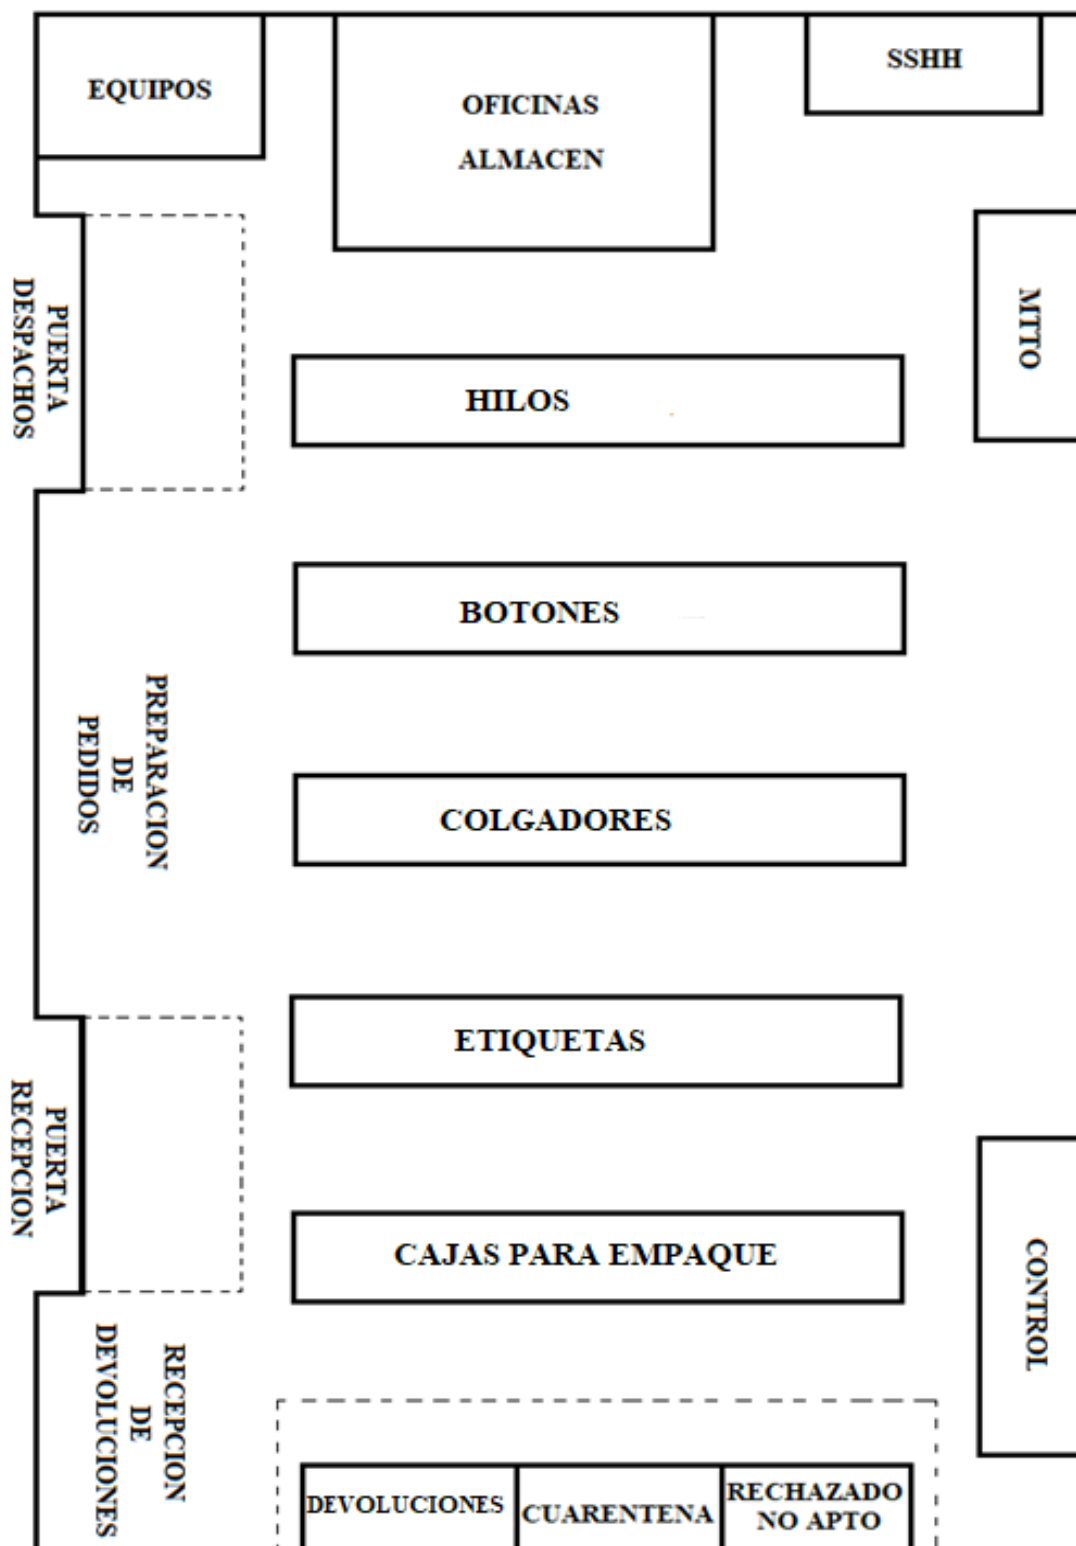 EQUIPOS
OFICINAS
ALMACEN
SSHH
PUERTA
DESPACHOS
MTTO
HILOS
BOTONES
PREPARACION
DE
PEDIDOS
COLGADORES
ETIQUETAS
PUERTA
RECEPCION
CAJAS PARA EMPAQUE
CONTROL
RECEPCION
DE
DEVOLUCIONES
DEVOLUCIONES
CUARENTENA
RECHAZADO
NO APTO